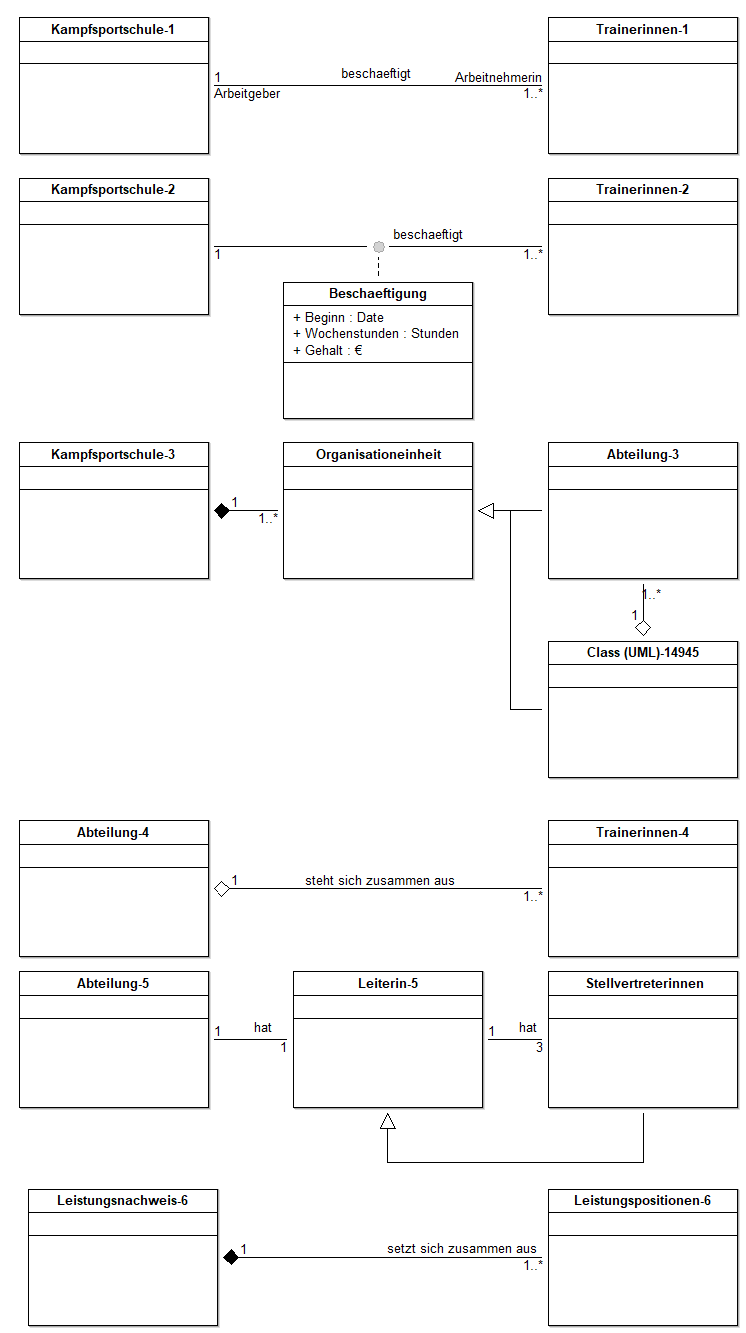 Kampfsportschule-1
Trainerinnen-1
1
beschaeftigt
Arbeitnehmerin
Arbeitgeber
1..*
Kampfsportschule-2
Trainerinnen-2
1
beschaeftigt
1..*
Beschaeftigung
+ Beginn : Date
+ Wochenstunden : Stunden
+ Gehalt : €
Kampfsportschule-3
Organisationeinheit
Abteilung-3
1
1..*
1..*
1
Class (UML)-14945
Abteilung-4
Trainerinnen-4
1
steht sich zusammen aus
1..*
Abteilung-5
Leiterin-5
Stellvertreterinnen
1
hat
1
1
hat
3
Leistungsnachweis-6
Leistungspositionen-6
1
setzt sich zusammen aus
1..*